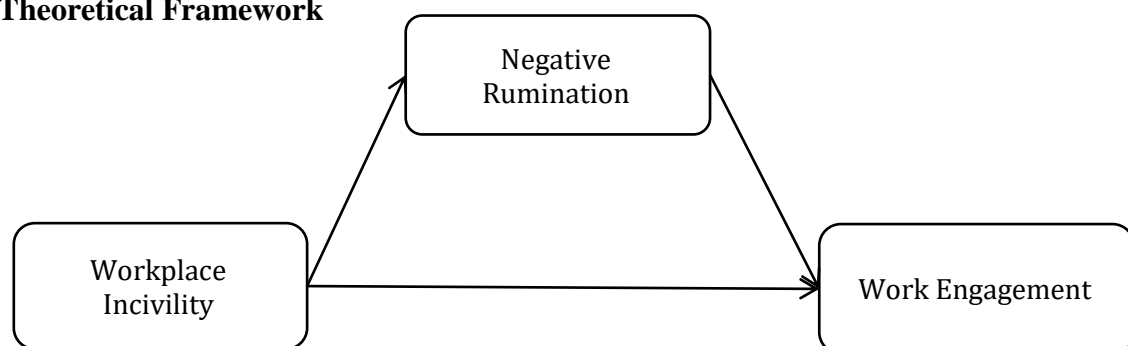 Theoretical Framework
Negative
Rumination
Workplace
Incivility
Work Engagement